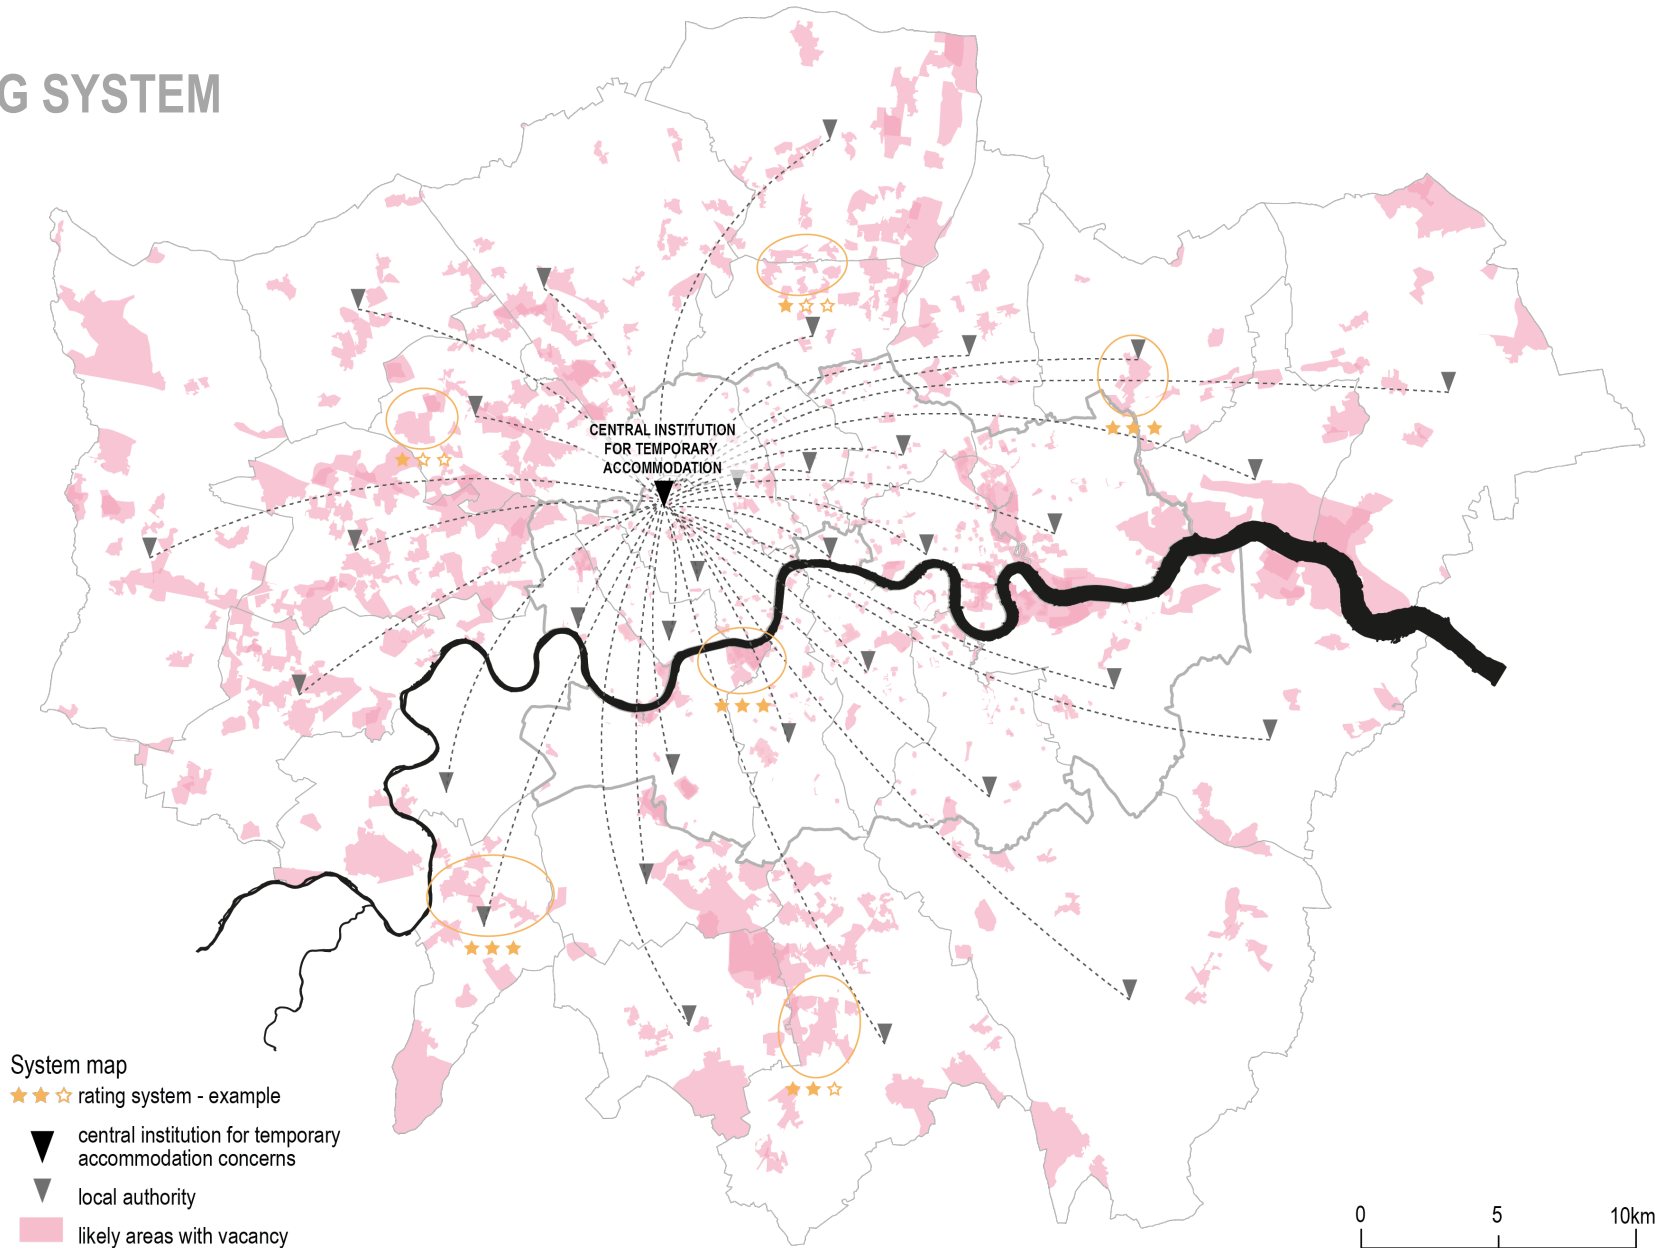 G SYSTEM
CENTRAL INSTITUTION
FOR TEMPORARY
ACCOMMODATION
System map
rating system - example
central institution for temporary
accommodation concerns
local authority
likely areas with vacancy
0 5 10km